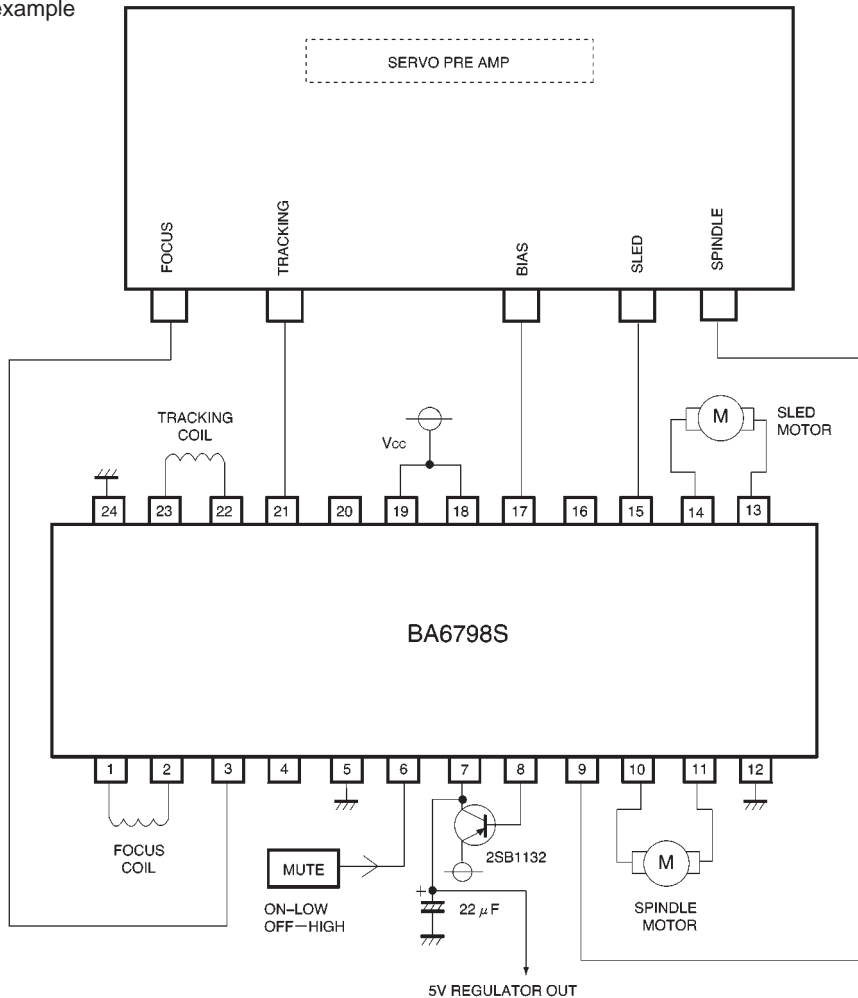 example
SERVO PRE AMP
FOCUS
TRACKING
BIAS
SLED
SPINDLE
TRACKING
COIL
Vcc
M
SLED
MOTOR
24 23 22 21 20 19 18 17 16 15 14 13
BA6798S
1 2 3 4 5 6 7 8 9 10 11 12
FOCUS
COIL
MUTE
ON–LOW
OFF–HIGH
2SB1132
+
22 μF
M
SPINDLE
MOTOR
5V REGULATOR OUT